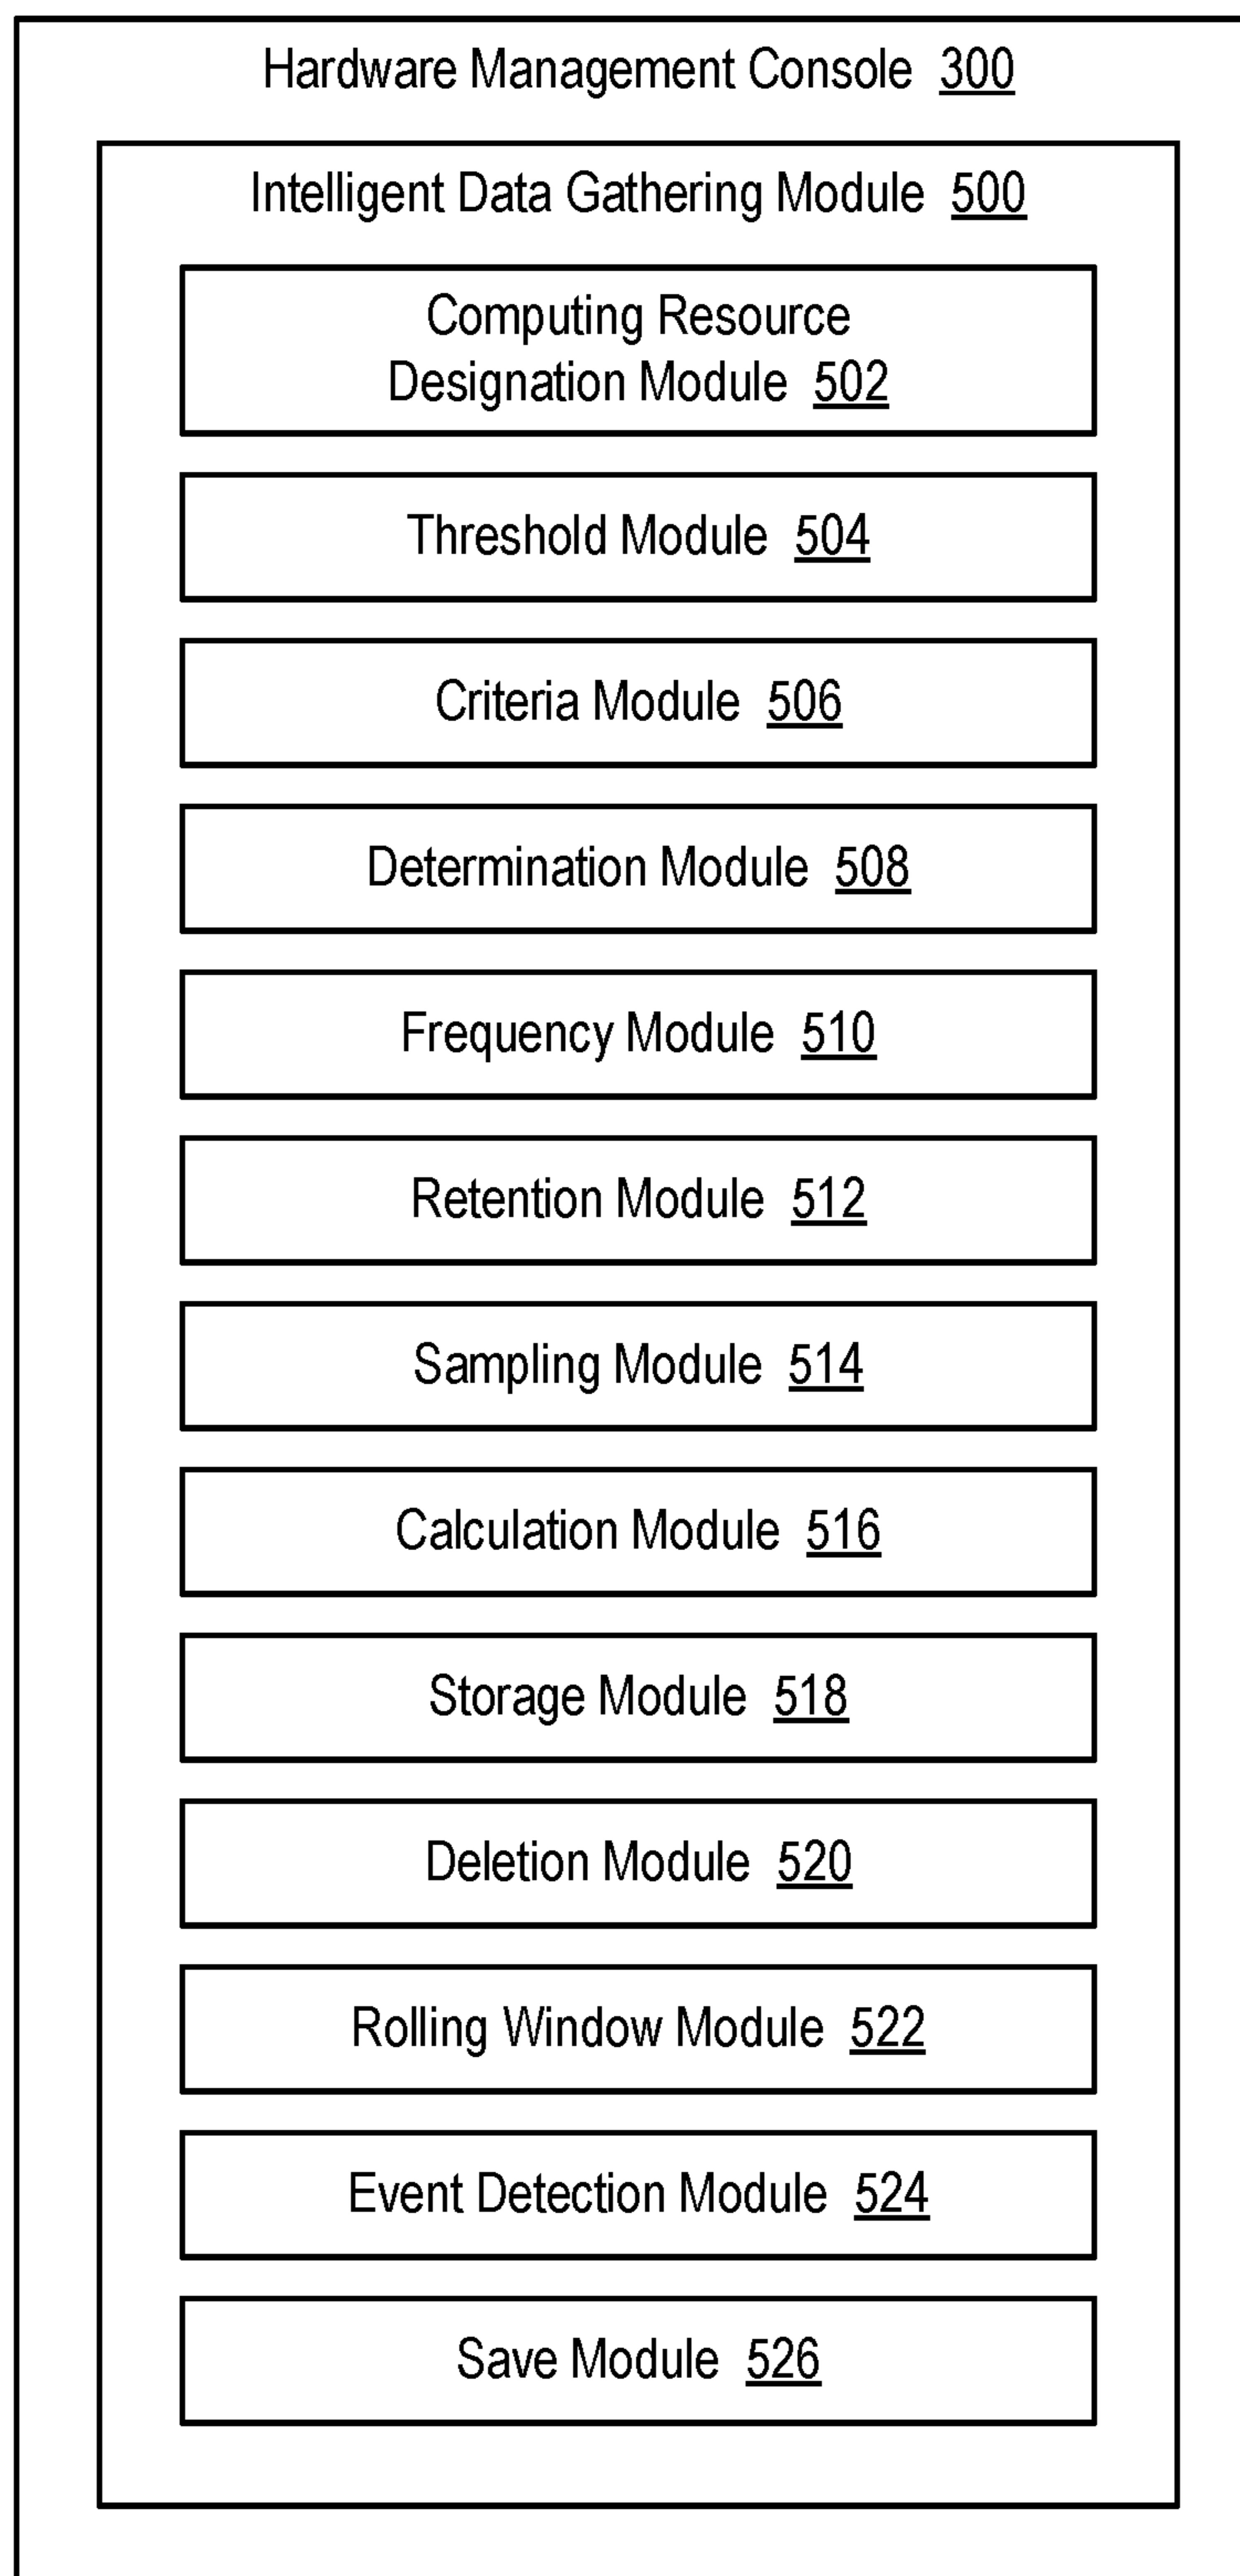 Hardware Management Console 300
Intelligent Data Gathering Module 500
Computing Resource
Designation Module 502
Threshold Module 504
Criteria Module 506
Determination Module 508
Frequency Module 510
Retention Module 512
Sampling Module 514
Calculation Module 516
Storage Module 518
Deletion Module 520
Rolling Window Module 522
Event Detection Module 524
Save Module 526